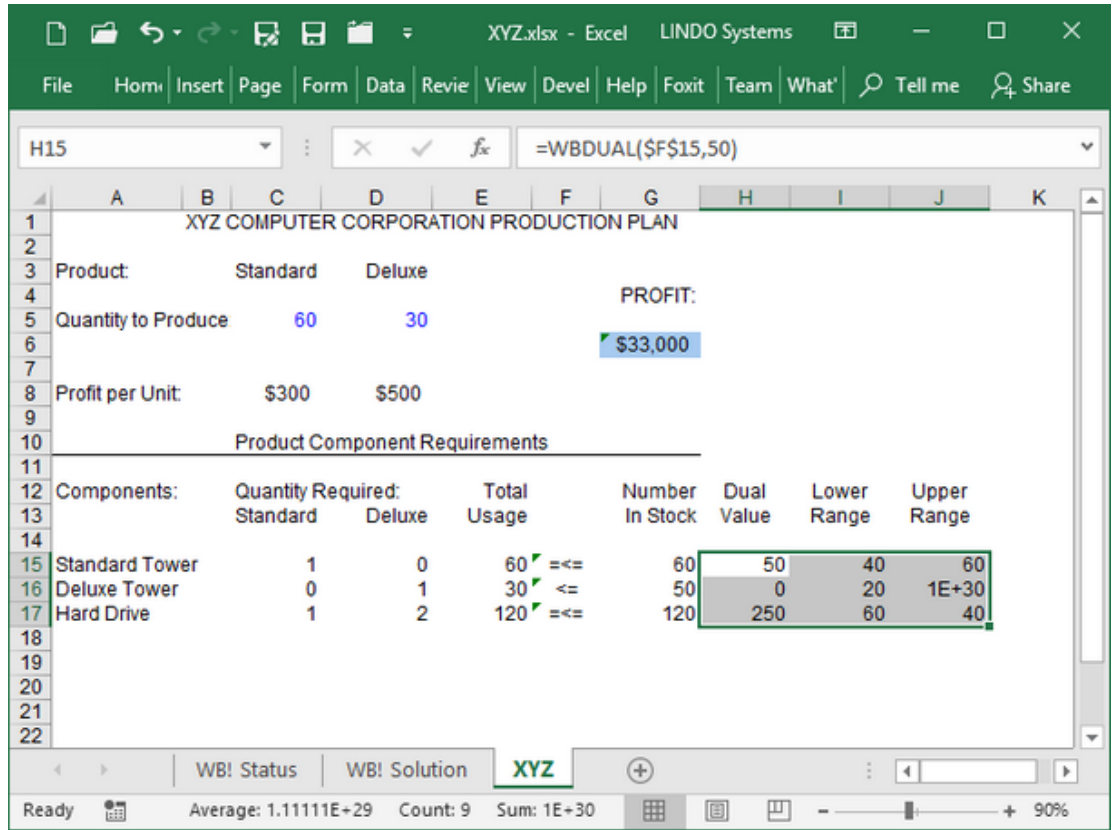 XYZ.xlsx - Excel LINDO Systems
File Hom Insert Page Form Data Revie View Devel Help Foxit Team What' Tell me Share
H15 fx =WBDUAL($F$15,50)
A B C D E F G H I J K
1 XYZ COMPUTER CORPORATION PRODUCTION PLAN
2
3 Product: Standard Deluxe
4 PROFIT:
5 Quantity to Produce 60 30
6 $33,000
7
8 Profit per Unit: $300 $500
9
10 Product Component Requirements
11
12 Components: Quantity Required: Total Number Dual Lower Upper
13 Standard Deluxe Usage In Stock Value Range Range
14
15 Standard Tower 1 0 60 =<= 60 50 40 60
16 Deluxe Tower 0 1 30 <= 50 0 20 1E+30
17 Hard Drive 1 2 120 =<= 120 250 60 40
18
19
20
21
22
WB! Status WB! Solution XYZ
Ready Average: 1.11111E+29 Count: 9 Sum: 1E+30 - + 90%